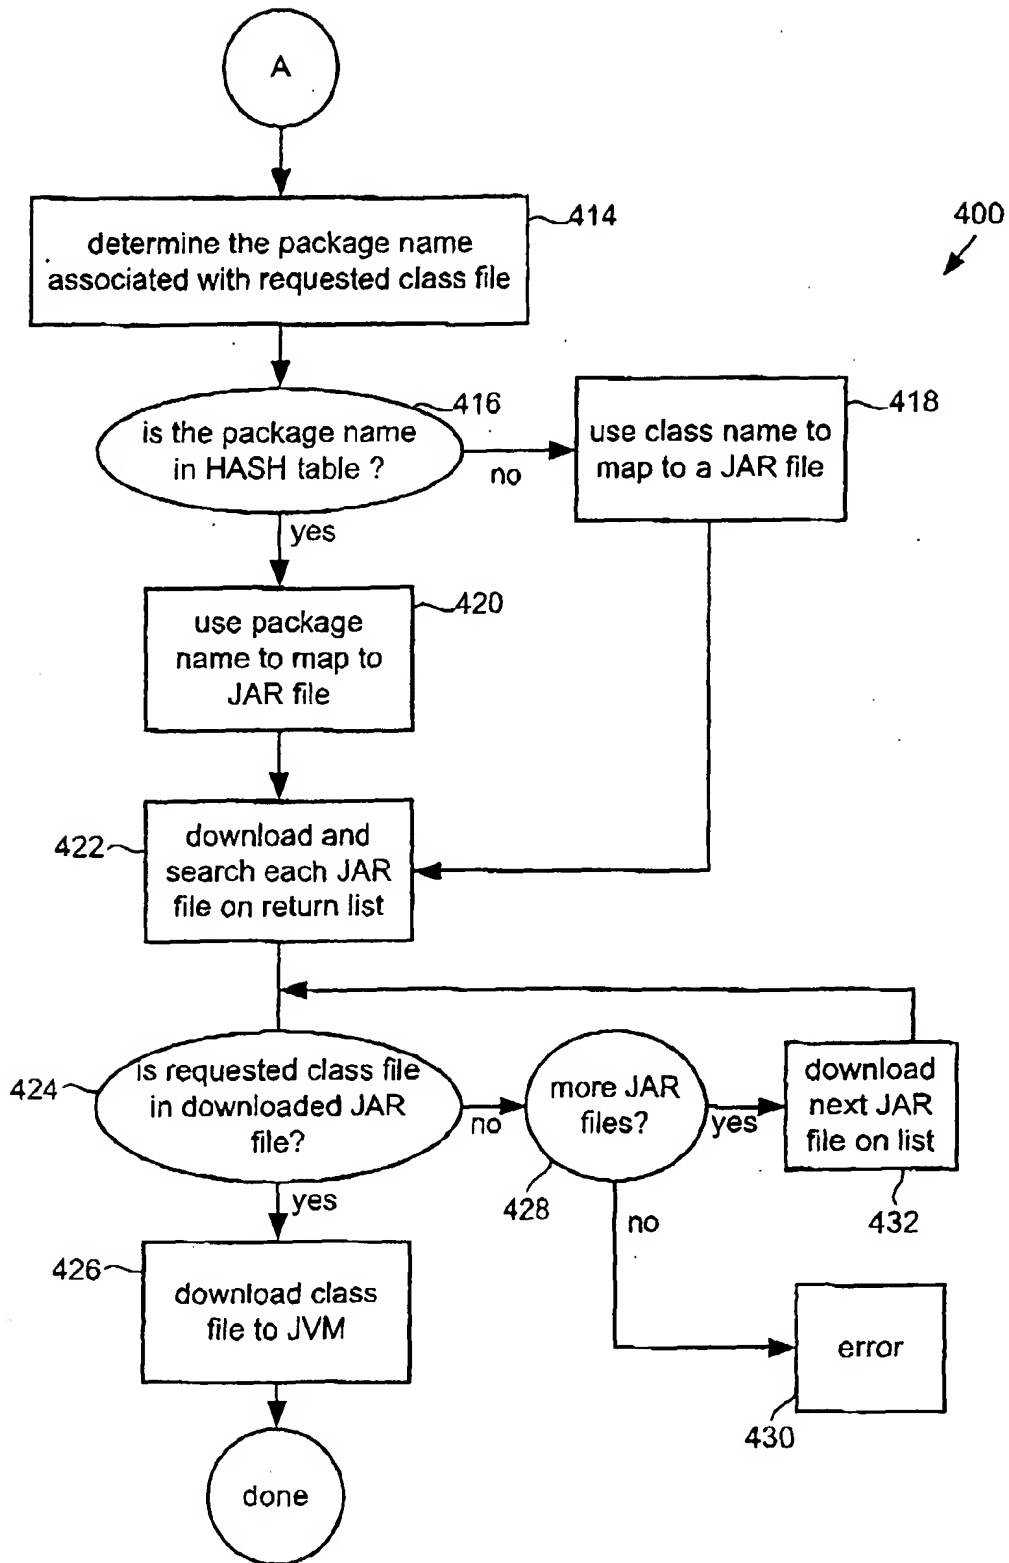 A
determine the package name
associated with requested class file
414
400
is the package name
in HASH table ?
416
no
yes
use class name to
map to a JAR file
418
use package
name to map to
JAR file
420
download and
search each JAR
file on return list
422
is requested class file
in downloaded JAR
file?
424
no
yes
more JAR
files?
428
yes
no
download
next JAR
file on list
432
download class
file to JVM
426
error
430
done